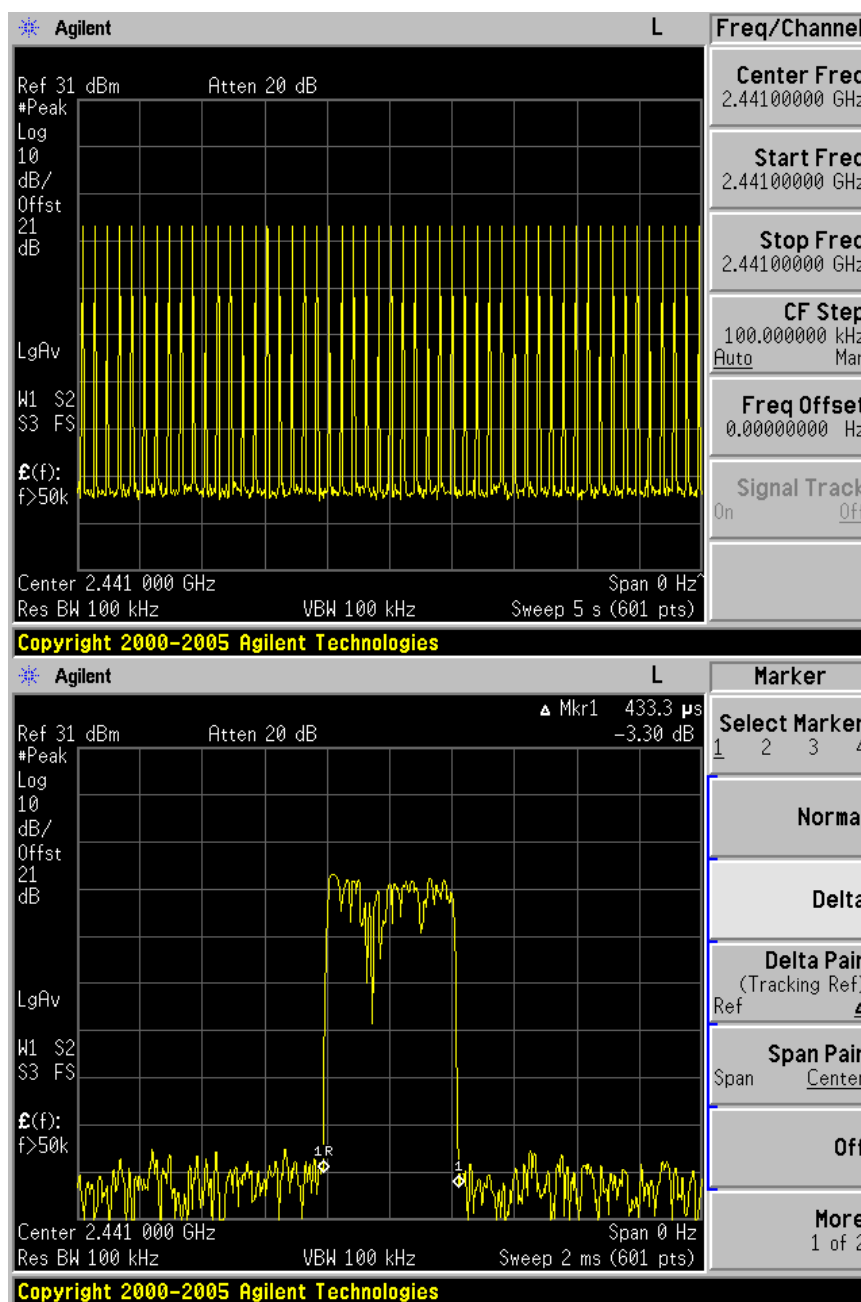 Agilent L Freq/Channel
Ref 31 dBm Atten 20 dB
#Peak
Log
10
dB/
Offst
21
dB
LgAv
W1 S2
S3 FS
£(f):
f>50k
Center 2.441 000 GHz Span 0 Hz^
Res BW 100 kHz VBW 100 kHz Sweep 5 s (601 pts)
Center Freq
2.44100000 GHz
Start Freq
2.44100000 GHz
Stop Freq
2.44100000 GHz
CF Step
100.000000 kHz
Auto Man
Freq Offset
0.00000000 Hz
Signal Track
On Off
Copyright 2000-2005 Agilent Technologies
Agilent L Marker
Δ Mkr1 433.3 µs
Ref 31 dBm Atten 20 dB -3.30 dB
#Peak
Log
10
dB/
Offst
21
dB
LgAv
W1 S2
S3 FS
£(f):
f>50k
1R
1
Center 2.441 000 GHz Span 0 Hz
Res BW 100 kHz VBW 100 kHz Sweep 2 ms (601 pts)
Select Marker
1 2 3 4
Normal
Delta
Delta Pair
(Tracking Ref)
Ref Δ
Span Pair
Span Center
Off
More
1 of 2
Copyright 2000-2005 Agilent Technologies